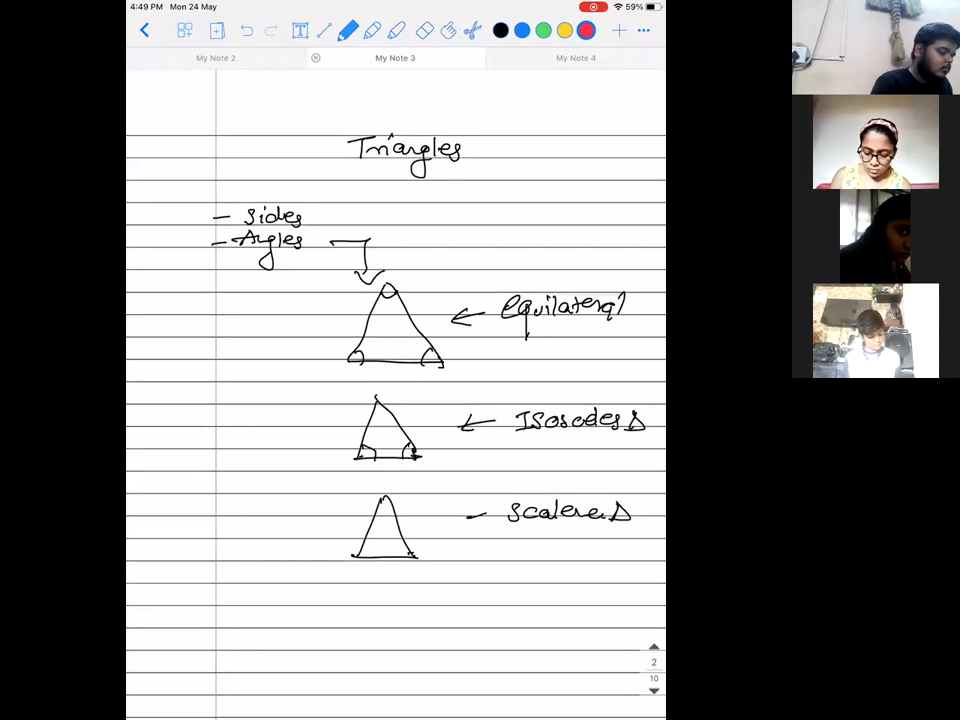 4:49 PM Mon 24 May
59%
My Note 2
My Note 3
My Note 4
Triangles
- Sides
- Angles
← equilateral
← Isosceles Δ
- Scalene Δ
2
10